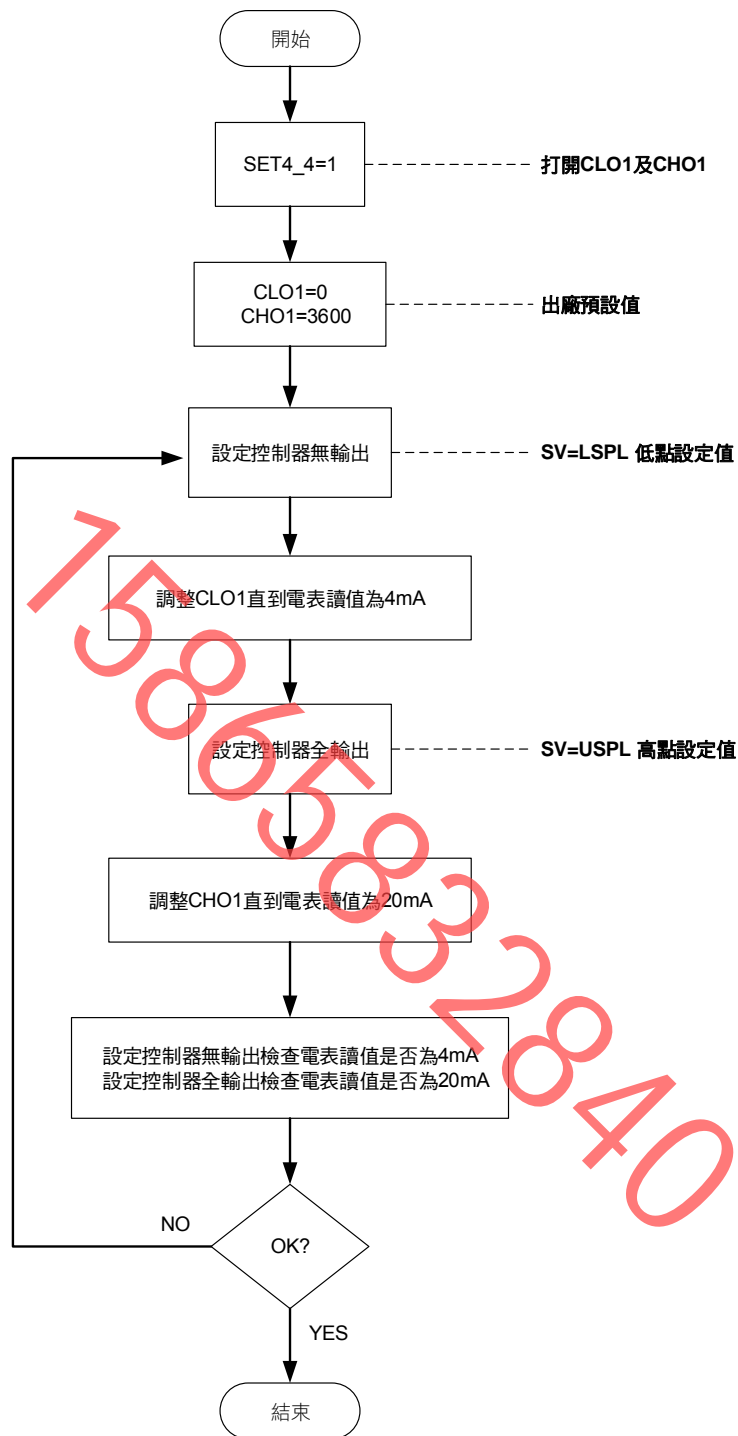 開始
SET4_4=1
打開CLO1及CHO1
CLO1=0
CHO1=3600
出廠預設值
設定控制器無輸出
SV=LSPL 低點設定值
調整CLO1直到電表讀值為4mA
設定控制器全輸出
SV=USPL 高點設定值
調整CHO1直到電表讀值為20mA
設定控制器無輸出檢查電表讀值是否為4mA
設定控制器全輸出檢查電表讀值是否為20mA
NO
OK?
YES
結束
15865832840